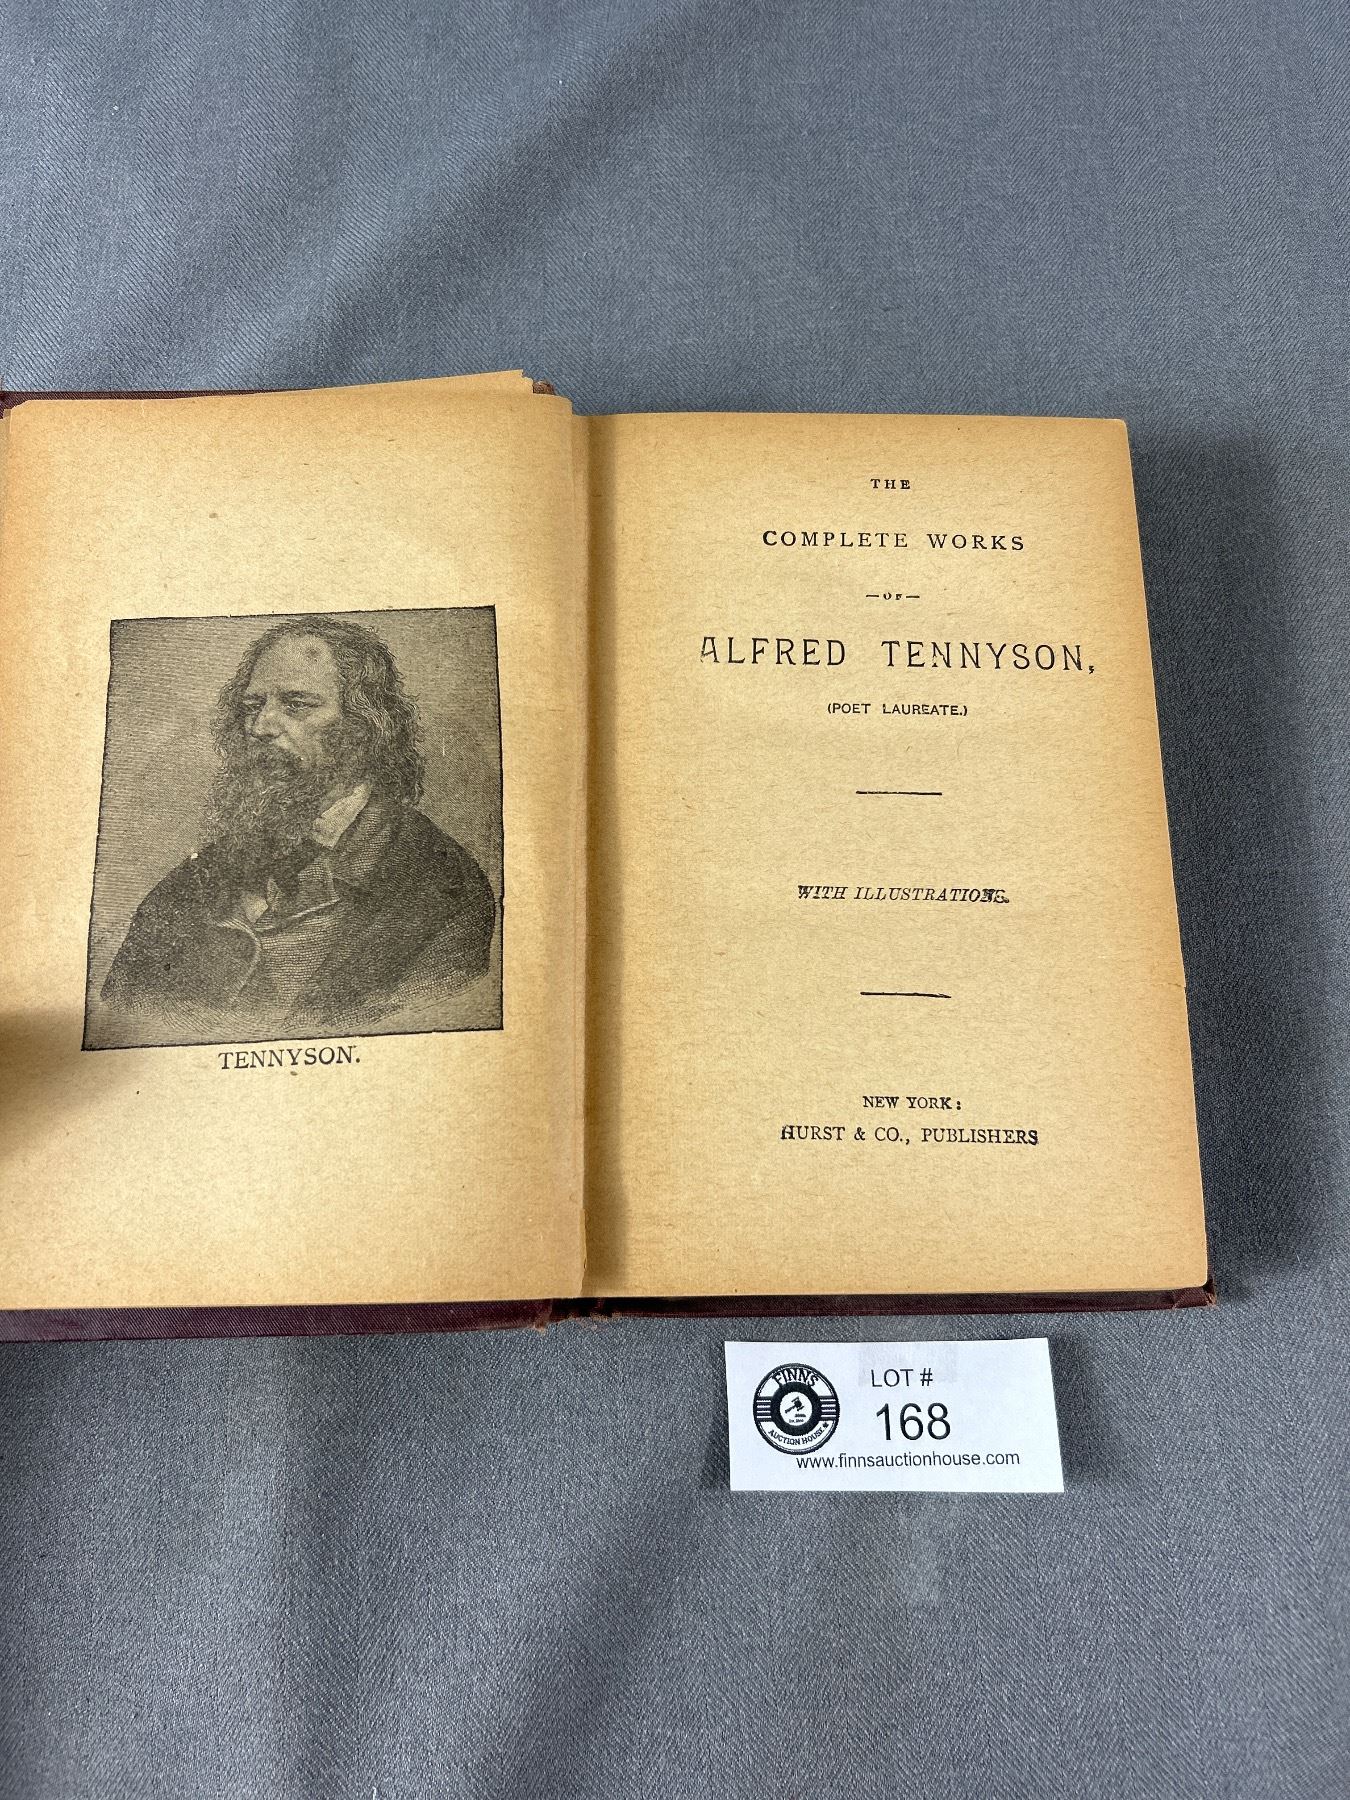 TENNYSON.
THE
COMPLETE WORKS
—OF—
ALFRED TENNYSON,
(POET LAUREATE.)
WITH ILLUSTRATIONS.
NEW YORK:
HURST & CO., PUBLISHERS
FINNS
AUCTION HOUSE
LOT #
168
www.finnsauctionhouse.com